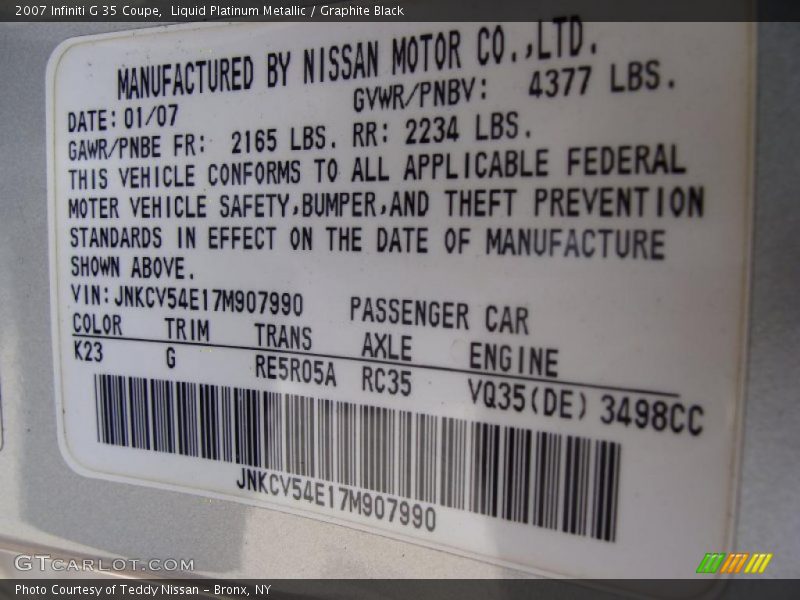 2007 Infiniti G 35 Coupe,  Liquid Platinum Metallic / Graphite Black
MANUFACTURED BY NISSAN MOTOR CO.,LTD.
DATE: 01/07 GVWR/PNBV: 4377 LBS.
GAWR/PNBE FR: 2165 LBS. RR: 2234 LBS.
THIS VEHICLE CONFORMS TO ALL APPLICABLE FEDERAL
MOTER VEHICLE SAFETY,BUMPER,AND THEFT PREVENTION
STANDARDS IN EFFECT ON THE DATE OF MANUFACTURE
SHOWN ABOVE.
VIN: JNKCV54E17M907990 PASSENGER CAR
COLOR TRIM TRANS AXLE ENGINE
K23 G RE5R05A RC35 VQ35(DE) 3498CC
JNKCV54E17M907990
GTCARLOT.COM
Photo Courtesy of Teddy Nissan - Bronx, NY